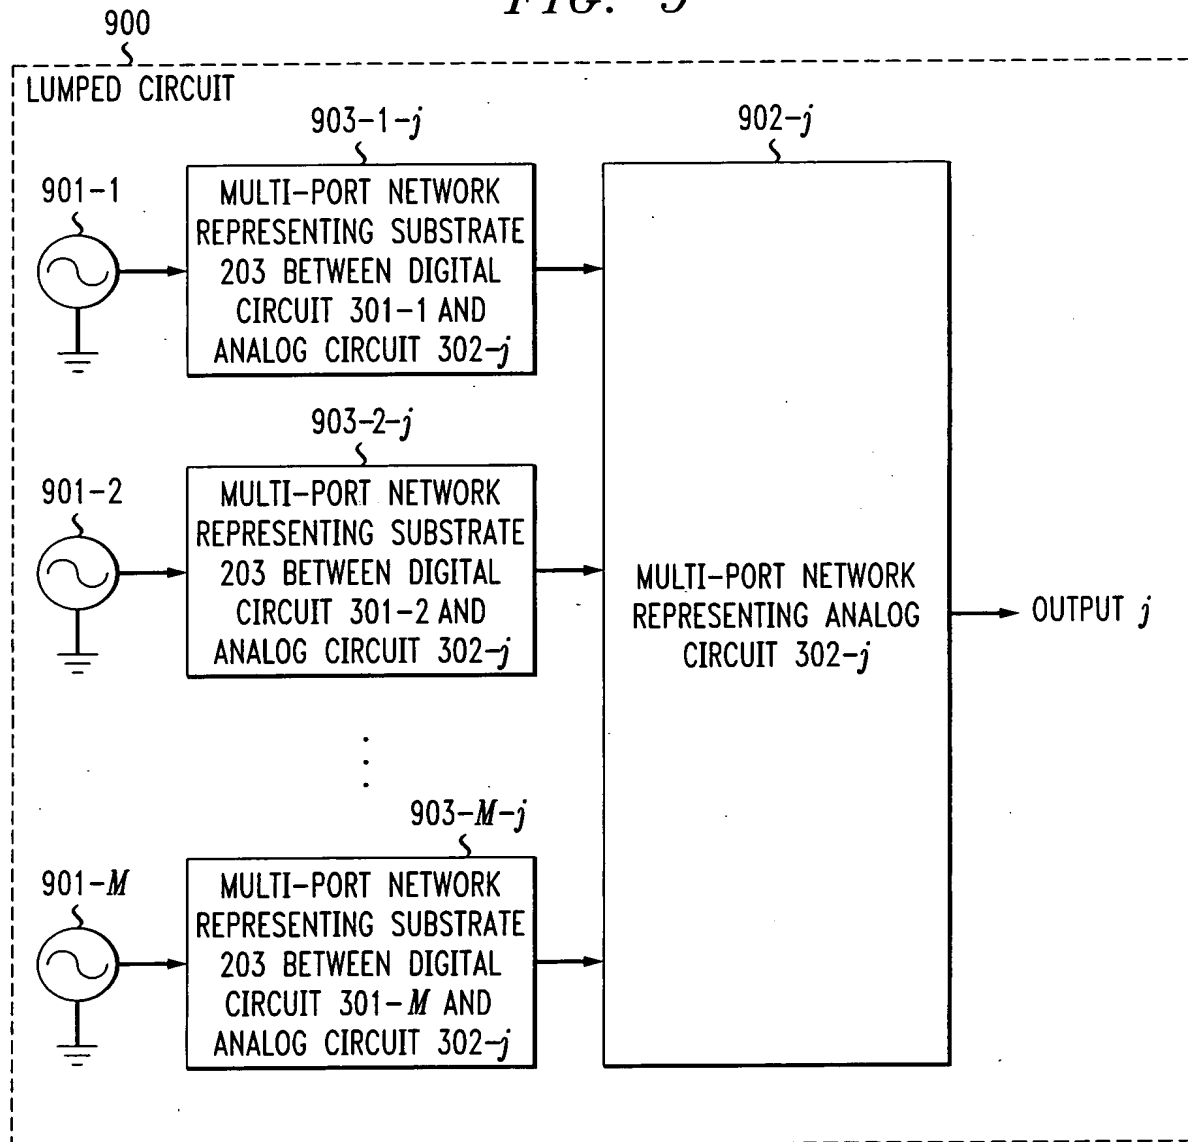 FIG. 9
900
LUMPED CIRCUIT
903-1-j
902-j
901-1
MULTI-PORT NETWORK
REPRESENTING SUBSTRATE
203 BETWEEN DIGITAL
CIRCUIT 301-1 AND
ANALOG CIRCUIT 302-j
903-2-j
901-2
MULTI-PORT NETWORK
REPRESENTING SUBSTRATE
203 BETWEEN DIGITAL
CIRCUIT 301-2 AND
ANALOG CIRCUIT 302-j
MULTI-PORT NETWORK
REPRESENTING ANALOG
CIRCUIT 302-j
OUTPUT j
903-M-j
901-M
MULTI-PORT NETWORK
REPRESENTING SUBSTRATE
203 BETWEEN DIGITAL
CIRCUIT 301-M AND
ANALOG CIRCUIT 302-j